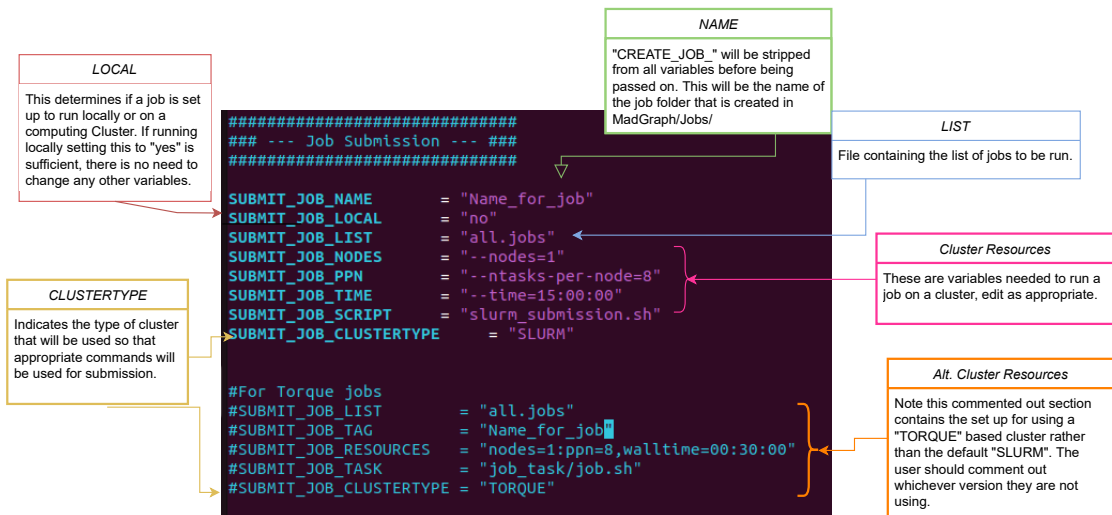 NAME
"CREATE_JOB_" will be stripped
from all variables before being
passed on. This will be the name
of the job folder that is created in
MadGraph/Jobs/
LOCAL
This determines if a job is set
up to run locally or on a
computing Cluster. If running
locally setting this to "yes" is
sufficient, there is no need to
change any other variables.
LIST
File containing the list of jobs to be run.
##############################
### --- Job Submission --- ###
##############################
SUBMIT_JOB_NAME = "Name_for_job"
SUBMIT_JOB_LOCAL = "no"
SUBMIT_JOB_LIST = "all.jobs"
SUBMIT_JOB_NODES = "--nodes=1"
SUBMIT_JOB_PPN = "--ntasks-per-node=8"
SUBMIT_JOB_TIME = "--time=15:00:00"
SUBMIT_JOB_SCRIPT = "slurm_submission.sh"
SUBMIT_JOB_CLUSTERTYPE = "SLURM"
Cluster Resources
These are variables needed to run a
job on a cluster, edit as appropriate.
CLUSTERTYPE
Indicates the type of cluster
that will be used so that
appropriate commands will
be used for submission.
#For Torque jobs
#SUBMIT_JOB_LIST = "all.jobs"
#SUBMIT_JOB_TAG = "Name_for_job"
#SUBMIT_JOB_RESOURCES = "nodes=1:ppn=8,walltime=00:30:00"
#SUBMIT_JOB_TASK = "job_task/job.sh"
#SUBMIT_JOB_CLUSTERTYPE = "TORQUE"
Alt. Cluster Resources
Note this commented out section
contains the set up for using a
"TORQUE" based cluster rather
than the default "SLURM". The
user should comment out
whichever version they are not
using.